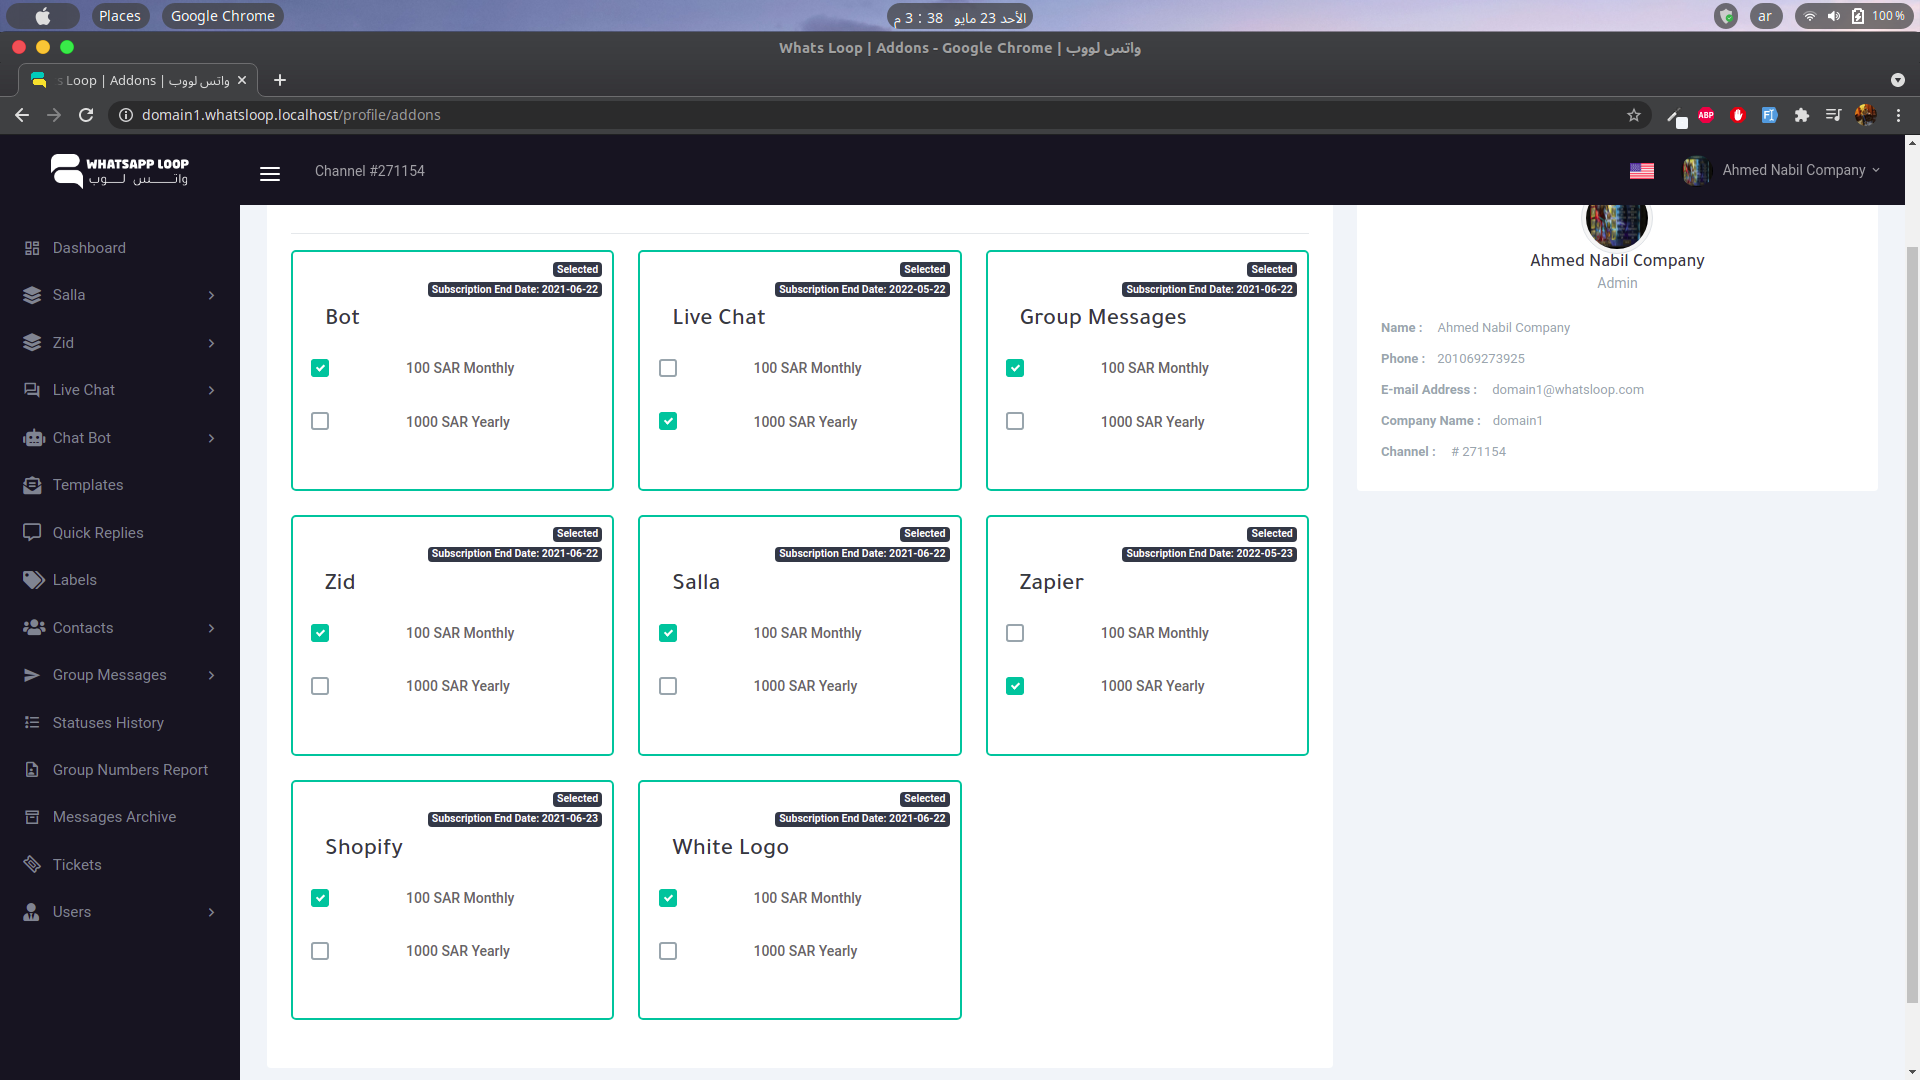 Places
Google Chrome
الأحد 23 مايو  38 : 3 م
ar
100 %
Whats Loop | Addons - Google Chrome | واتس لووب
s Loop | Addons | واتس لووب
domain1.whatsloop.localhost/profile/addons
ABP
WHATSAPP LOOP
واتــس لــوب
Channel #271154
Ahmed Nabil Company
Dashboard
Salla
Zid
Live Chat
Chat Bot
Templates
Quick Replies
Labels
Contacts
Group Messages
Statuses History
Group Numbers Report
Messages Archive
Tickets
Users
Selected
Subscription End Date: 2021-06-22
Bot
100 SAR Monthly
1000 SAR Yearly
Selected
Subscription End Date: 2022-05-22
Live Chat
100 SAR Monthly
1000 SAR Yearly
Selected
Subscription End Date: 2021-06-22
Group Messages
100 SAR Monthly
1000 SAR Yearly
Selected
Subscription End Date: 2021-06-22
Zid
100 SAR Monthly
1000 SAR Yearly
Selected
Subscription End Date: 2021-06-22
Salla
100 SAR Monthly
1000 SAR Yearly
Selected
Subscription End Date: 2022-05-23
Zapier
100 SAR Monthly
1000 SAR Yearly
Selected
Subscription End Date: 2021-06-23
Shopify
100 SAR Monthly
1000 SAR Yearly
Selected
Subscription End Date: 2021-06-22
White Logo
100 SAR Monthly
1000 SAR Yearly
Ahmed Nabil Company
Admin
Name : Ahmed Nabil Company
Phone : 201069273925
E-mail Address : domain1@whatsloop.com
Company Name : domain1
Channel : # 271154